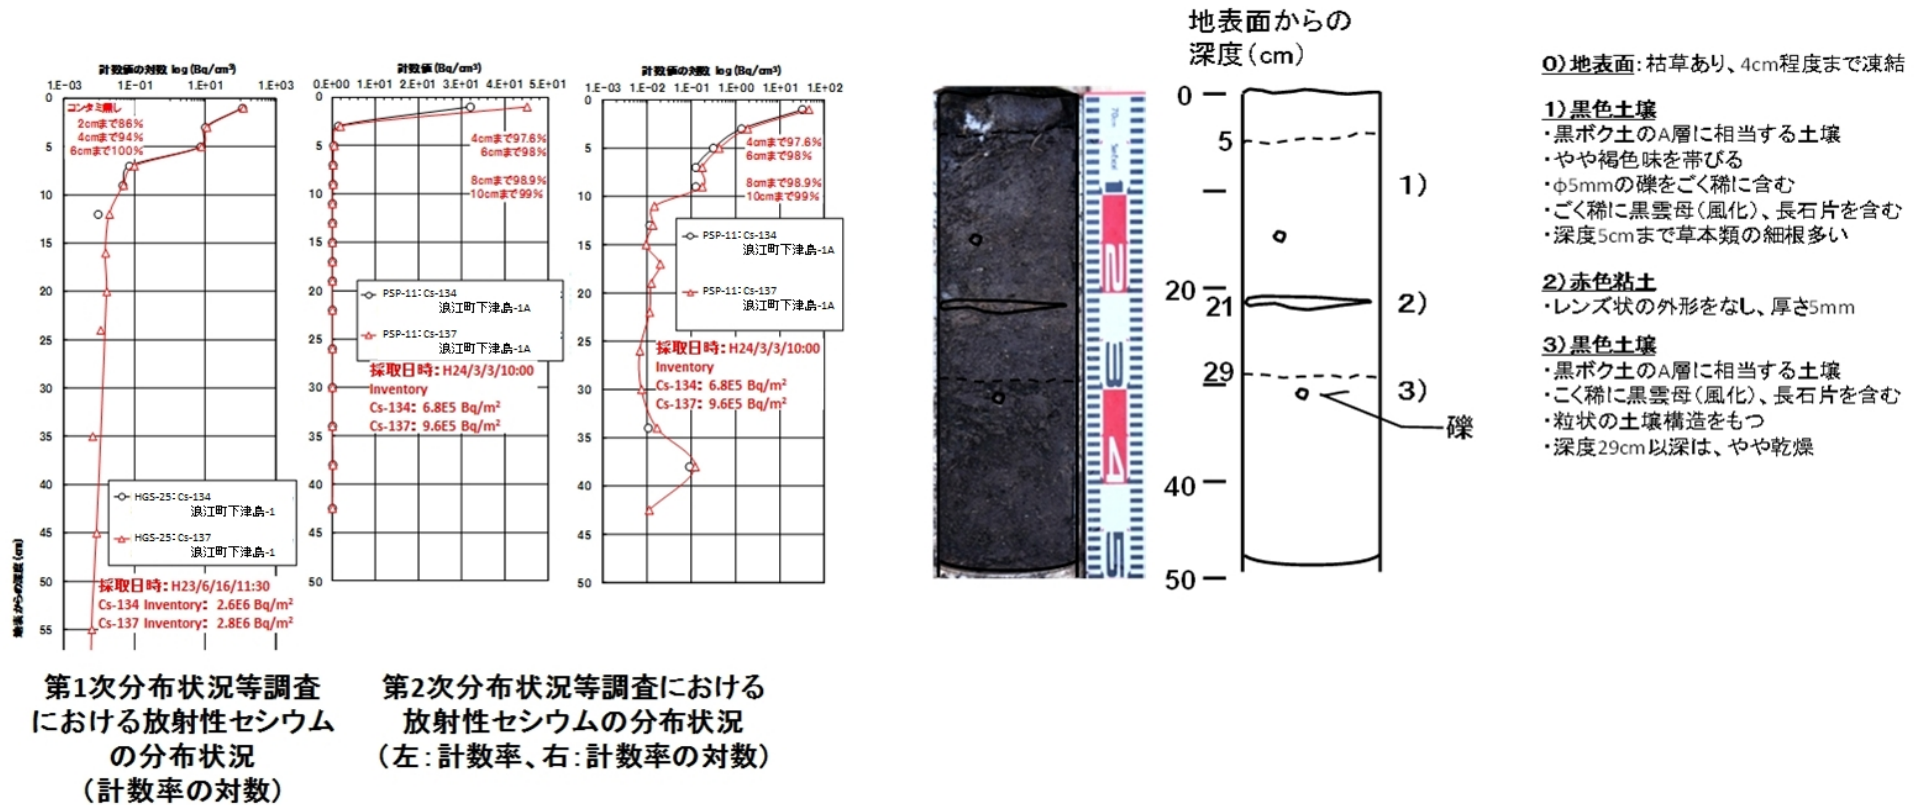 計数値の対数 log (Bq/cm³)
1.E-03 1.E-01 1.E+01 1.E+03
0
5
10
15
20
25
30
35
40
45
50
55
地表からの深度(cm)
コンタミ無し
2cmまで86%
4cmまで94%
6cmまで100%
HGS-25:Cs-134
浪江町下津島-1
HGS-25:Cs-137
浪江町下津島-1
採取日時:H23/6/16/11:30
Cs-134 Inventory: 2.6E6 Bq/m²
Cs-137 Inventory: 2.8E6 Bq/m²
第1次分布状況等調査
における放射性セシウム
の分布状況
(計数率の対数)
計数値(Bq/cm³)
0.E+00 1.E+01 2.E+01 3.E+01 4.E+01 5.E+01
0
5
10
15
20
25
30
35
40
45
50
4cmまで97.6%
6cmまで98%
8cmまで98.9%
10cmまで99%
PSP-11:Cs-134
浪江町下津島-1A
PSP-11:Cs-137
浪江町下津島-1A
採取日時:H24/3/3/10:00
Inventory
Cs-134: 6.8E5 Bq/m²
Cs-137: 9.6E5 Bq/m²
計数値の対数 log (Bq/cm³)
1.E-03 1.E-02 1.E-01 1.E+00 1.E+01 1.E+02
0
5
10
15
20
25
30
35
40
45
50
4cmまで97.6%
6cmまで98%
8cmまで98.9%
10cmまで99%
PSP-11:Cs-134
浪江町下津島-1A
PSP-11:Cs-137
浪江町下津島-1A
採取日時:H24/3/3/10:00
Inventory
Cs-134: 6.8E5 Bq/m²
Cs-137: 9.6E5 Bq/m²
第2次分布状況等調査における
放射性セシウムの分布状況
(左:計数率、右:計数率の対数)
1
2
3
4
5
地表面からの
深度(cm)
0
5
20
21
29
40
50
1)
2)
3)
礫
0)地表面:枯草あり、4cm程度まで凍結
1)黒色土壌
・黒ボク土のA層に相当する土壌
・やや褐色味を帯びる
・φ5mmの礫をごく稀に含む
・ごく稀に黒雲母(風化)、長石片を含む
・深度5cmまで草本類の細根多い
2)赤色粘土
・レンズ状の外形をなし、厚さ5mm
3)黒色土壌
・黒ボク土のA層に相当する土壌
・こく稀に黒雲母(風化)、長石片を含む
・粒状の土壌構造をもつ
・深度29cm以深は、やや乾燥